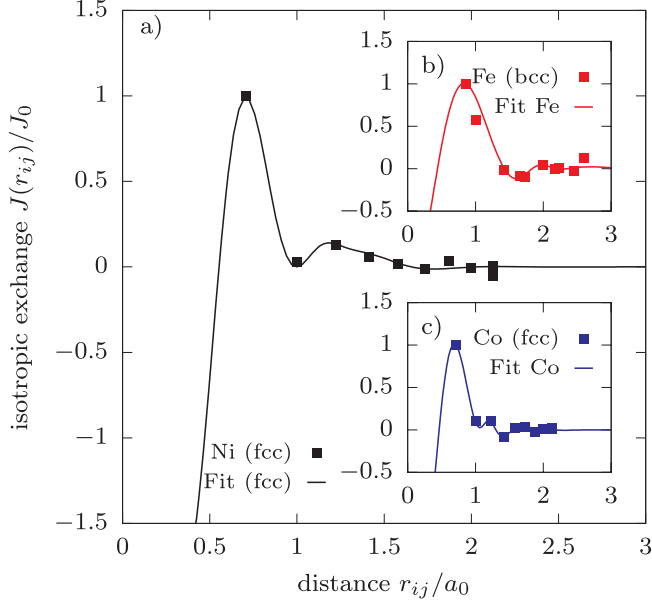 a)
isotropic exchange J(r_ij)/J_0
1.5
1
0.5
0
−0.5
−1
−1.5
0 0.5 1 1.5 2 2.5 3
distance r_ij/a_0
Ni (fcc)
Fit (fcc)
b)
Fe (bcc)
Fit Fe
1.5
1
0.5
0
−0.5
0 1 2 3
c)
Co (fcc)
Fit Co
1.5
1
0.5
0
−0.5
0 1 2 3